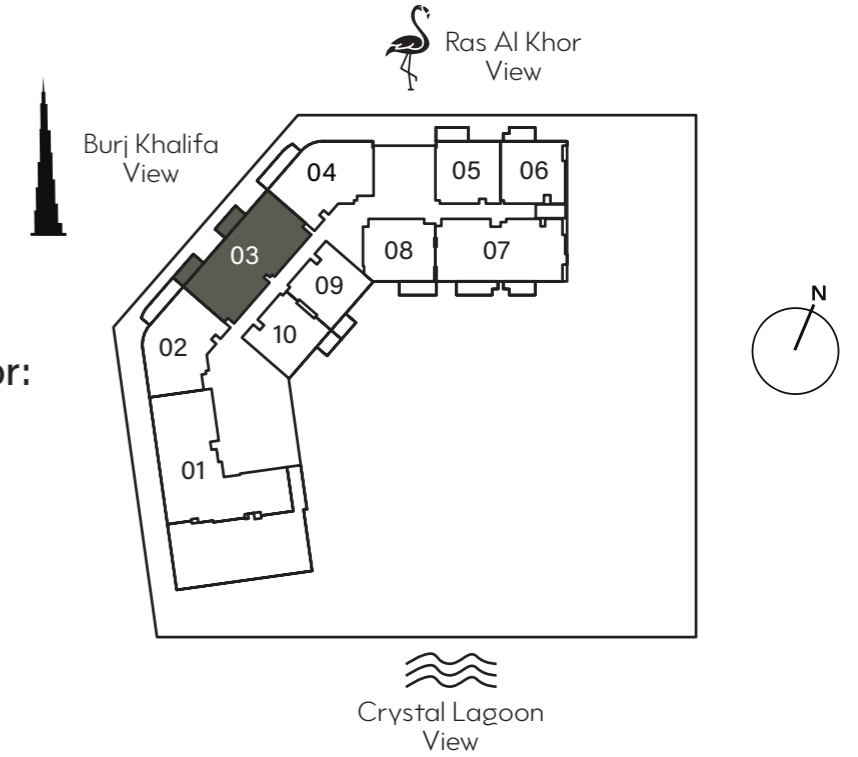 Ras Al Khor
View
Burj Khalifa
View
04
05
06
03
08
07
09
N
10
02
or:
01
Crystal Lagoon
View